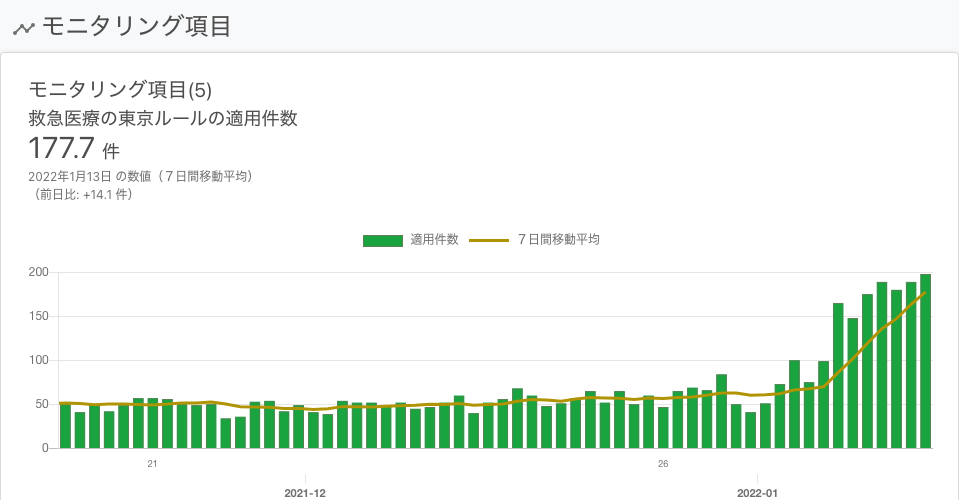 モニタリング項目
モニタリング項目(5)
救急医療の東京ルールの適用件数
177.7 件
2022年1月13日 の数値（７日間移動平均）
（前日比: +14.1 件）
適用件数 ７日間移動平均
200
150
100
50
0
21 26
2021-12 2022-01